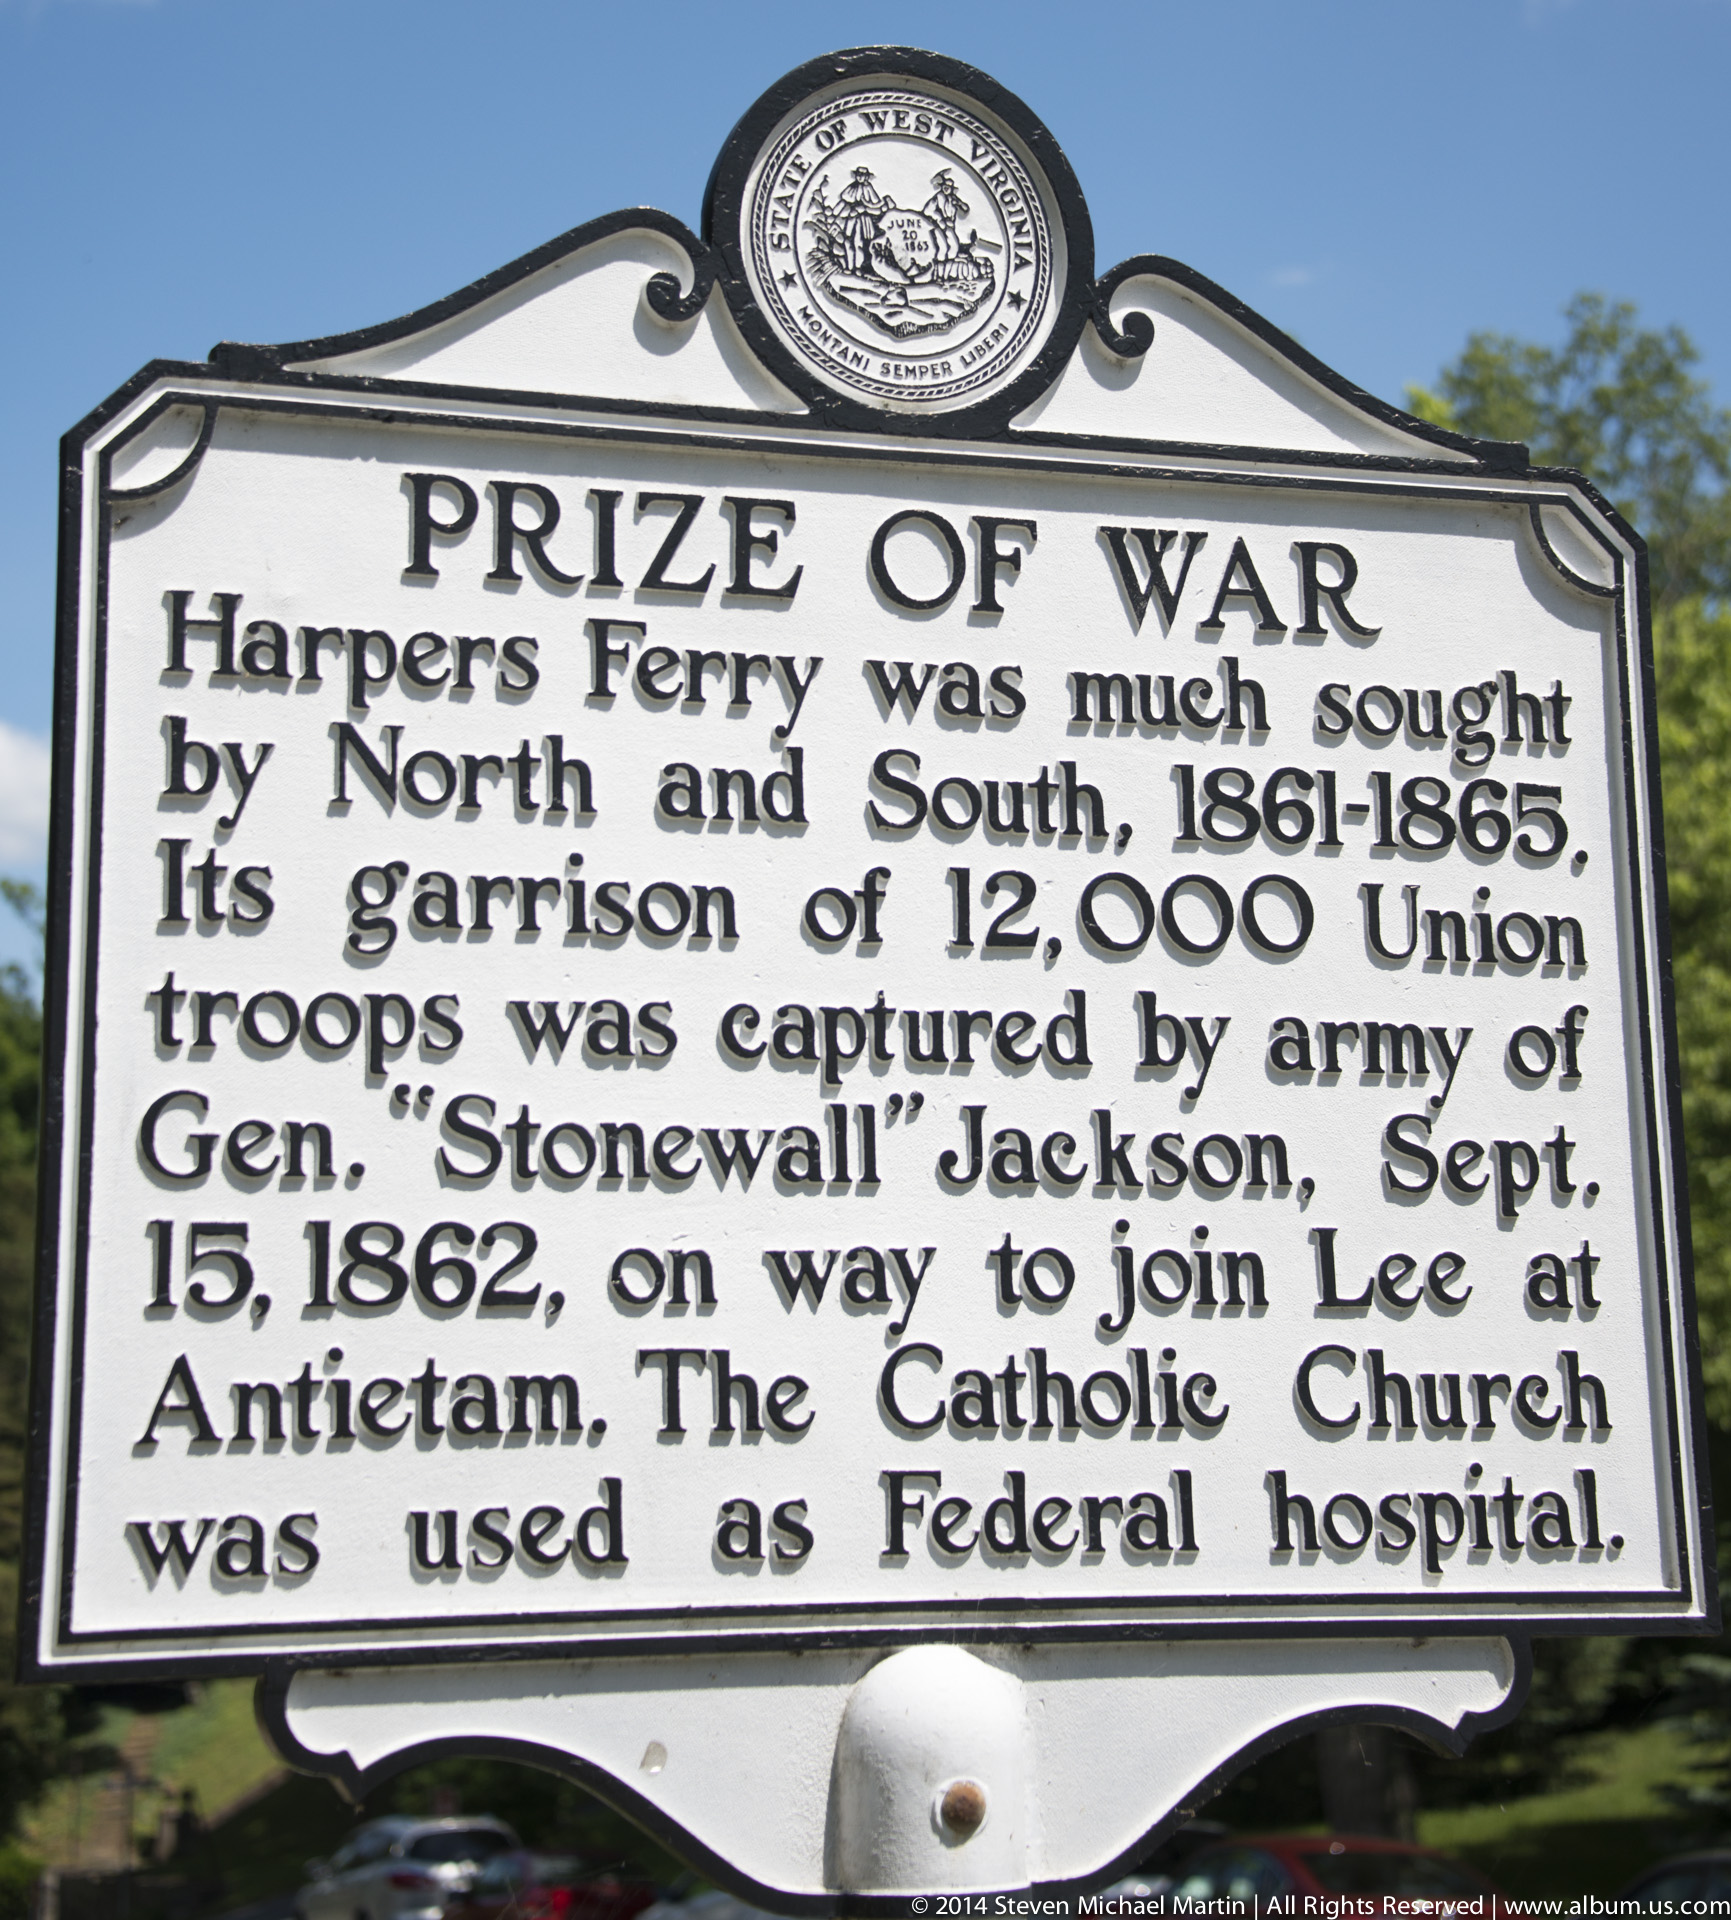 STATE OF WEST VIRGINIA
JUNE
20
1863
MONTANI SEMPER LIBERI
PRIZE OF WAR
Harpers Ferry was much sought
by North and South, 1861-1865.
Its garrison of 12,000 Union
troops was captured by army of
Gen. "Stonewall" Jackson, Sept.
15, 1862, on way to join Lee at
Antietam. The Catholic Church
was used as Federal hospital.
© 2014 Steven Michael Martin | All Rights Reserved | www.album.us.com